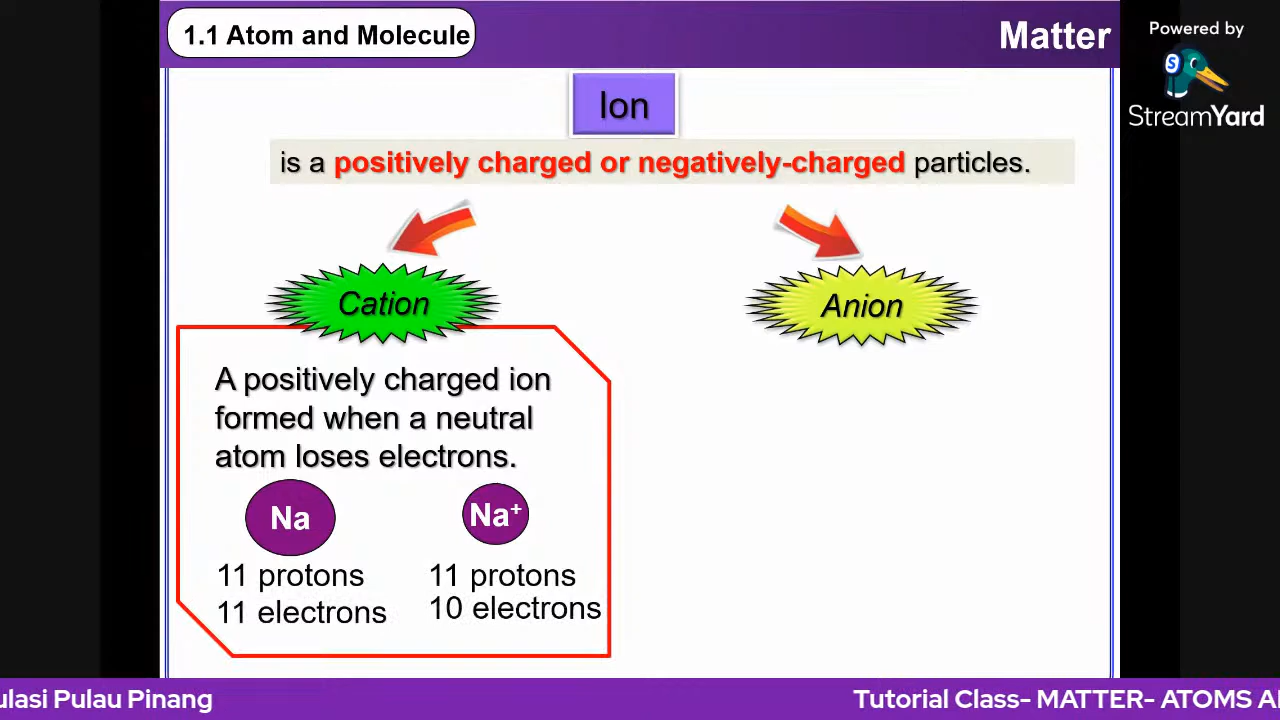 1.1 Atom and Molecule
Matter
Powered by
StreamYard
Ion
is a positively charged or negatively-charged particles.
Cation
Anion
A positively charged ion
formed when a neutral
atom loses electrons.
Na
Na⁺
11 protons
11 electrons
11 protons
10 electrons
ulasi Pulau Pinang
Tutorial Class- MATTER- ATOMS A